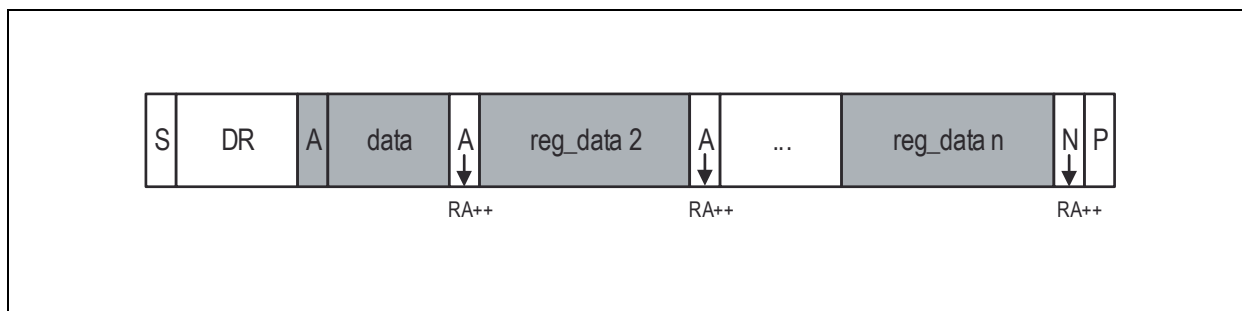 S DR A data A reg_data 2 A ... reg_data n N P
RA++ RA++ RA++